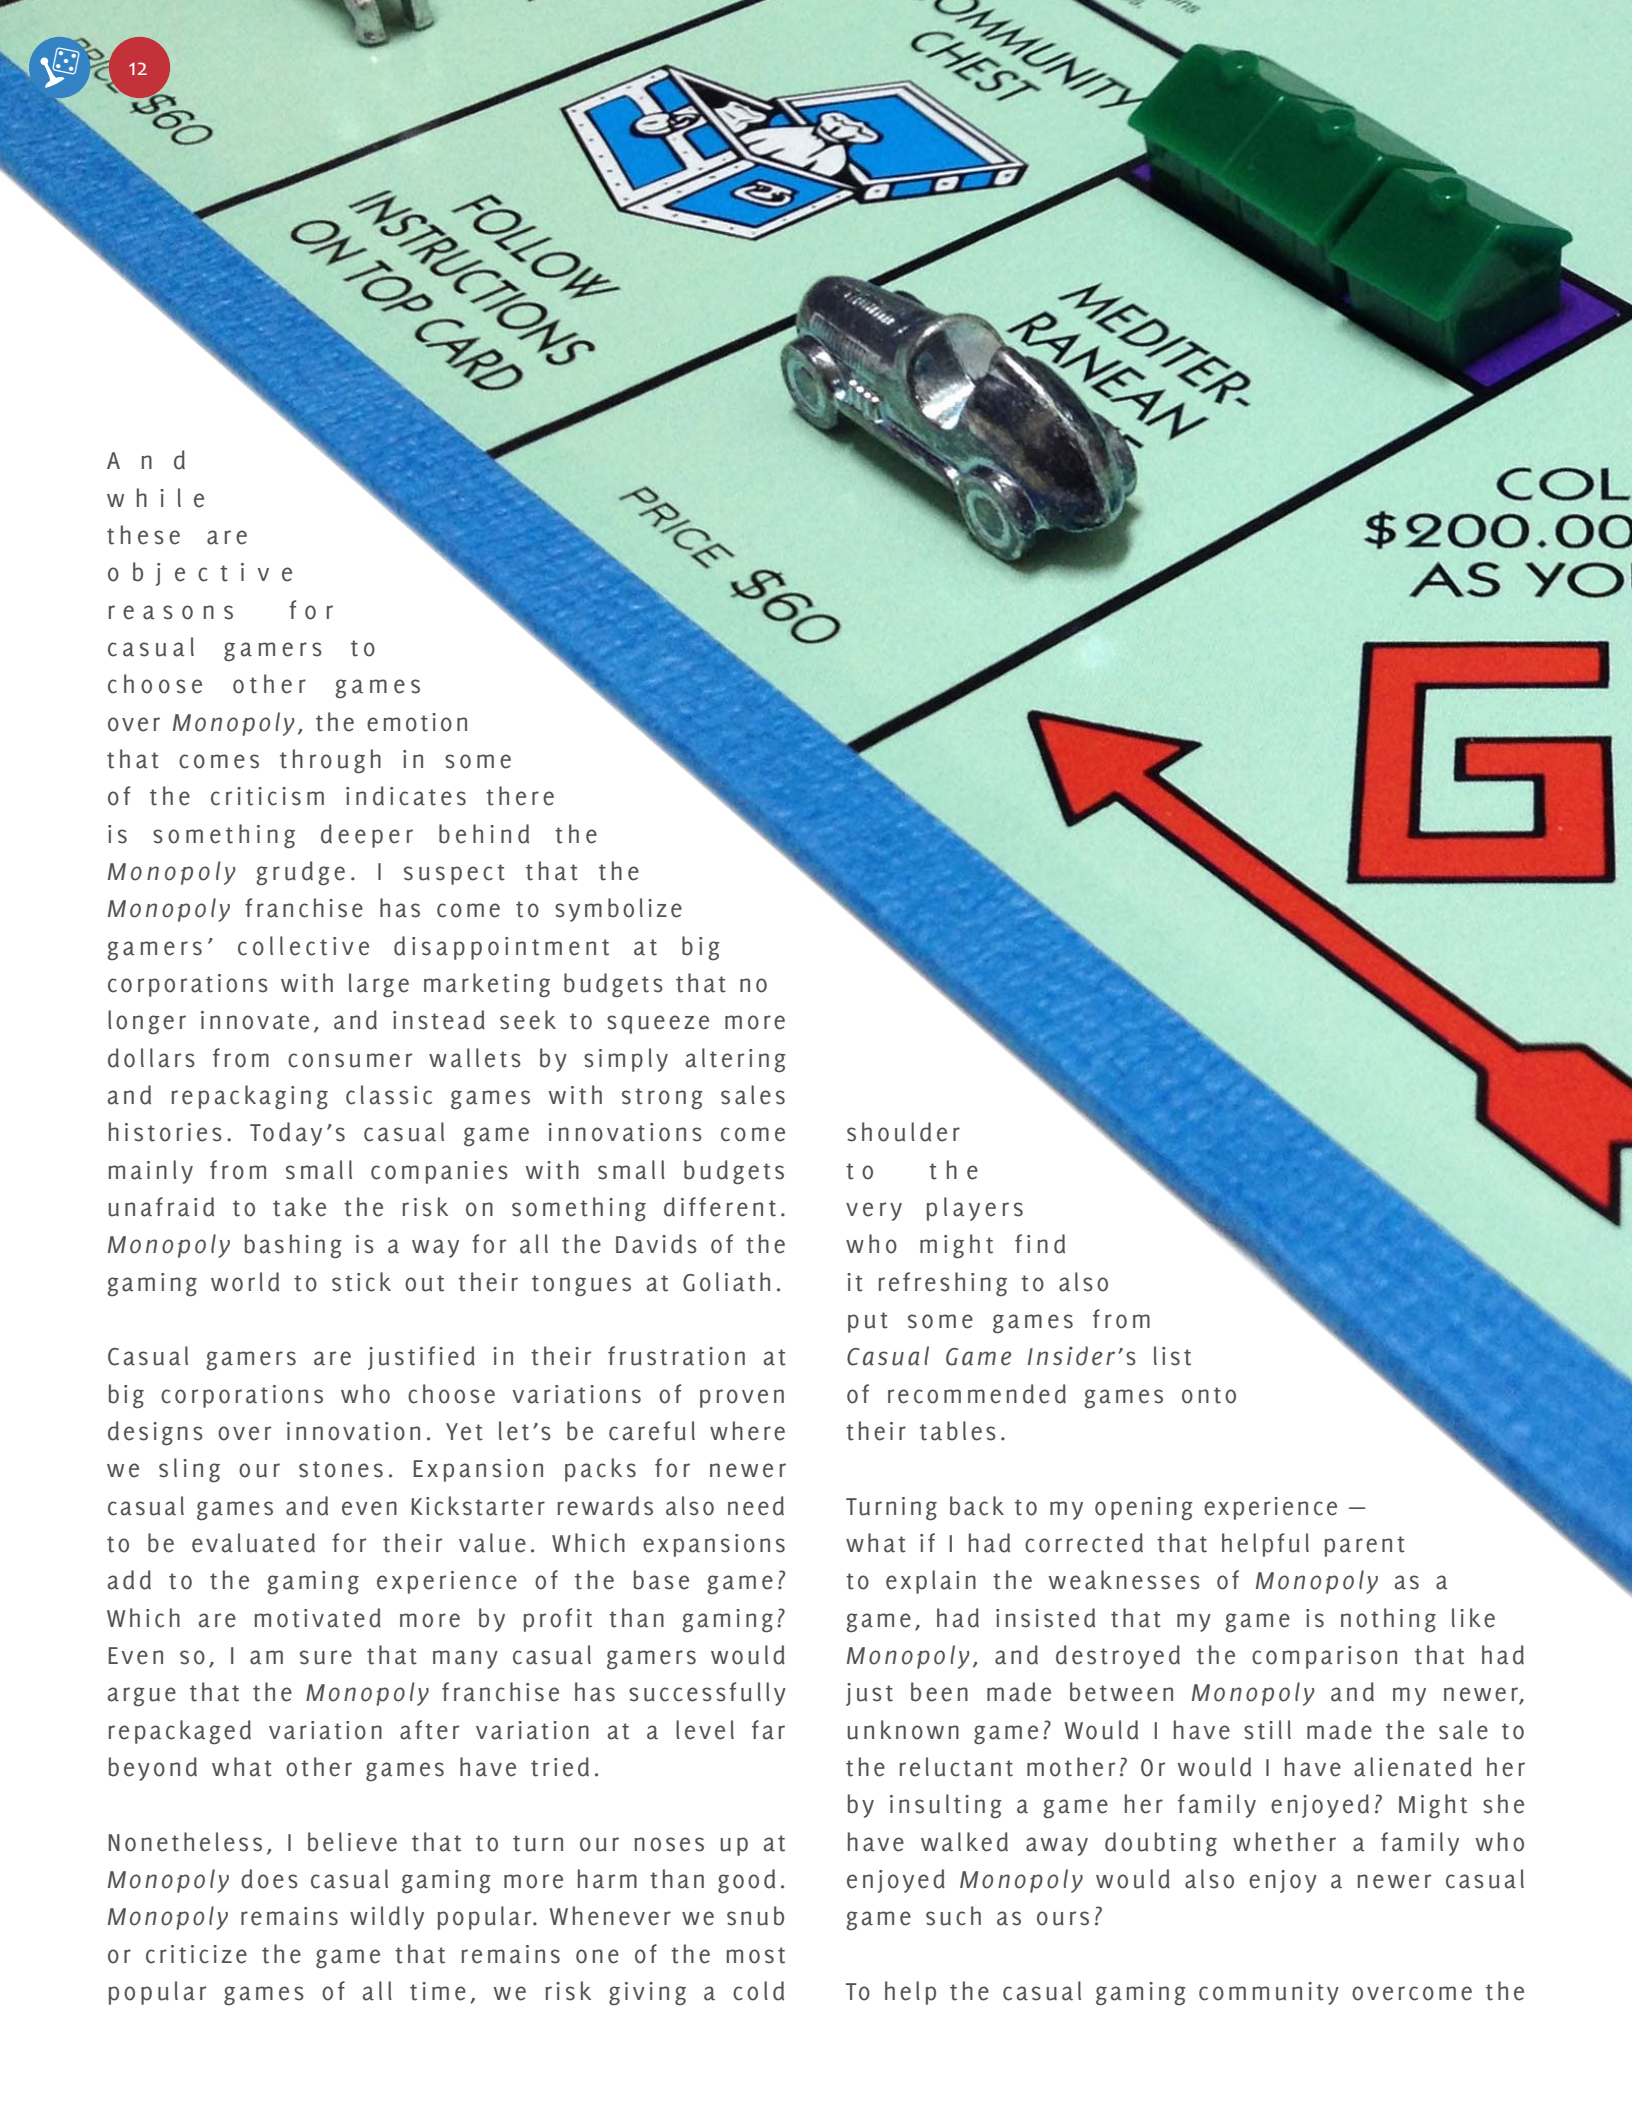 12
PRICE $60
COMMUNITY
CHEST
FOLLOW
INSTRUCTIONS
ON TOP CARD
MEDITER-
RANEAN
PRICE $60
COL
$200.00
AS YO
G
And
while
these are
objective
reasons for
casual gamers to
choose other games
over Monopoly, the emotion
that comes through in some
of the criticism indicates there
is something deeper behind the
Monopoly grudge. I suspect that the
Monopoly franchise has come to symbolize
gamers’ collective disappointment at big
corporations with large marketing budgets that no
longer innovate, and instead seek to squeeze more
dollars from consumer wallets by simply altering
and repackaging classic games with strong sales
histories. Today’s casual game innovations come
mainly from small companies with small budgets
unafraid to take the risk on something different.
Monopoly bashing is a way for all the Davids of the
gaming world to stick out their tongues at Goliath.
Casual gamers are justified in their frustration at
big corporations who choose variations of proven
designs over innovation. Yet let’s be careful where
we sling our stones. Expansion packs for newer
casual games and even Kickstarter rewards also need
to be evaluated for their value. Which expansions
add to the gaming experience of the base game?
Which are motivated more by profit than gaming?
Even so, I am sure that many casual gamers would
argue that the Monopoly franchise has successfully
repackaged variation after variation at a level far
beyond what other games have tried.
Nonetheless, I believe that to turn our noses up at
Monopoly does casual gaming more harm than good.
Monopoly remains wildly popular. Whenever we snub
or criticize the game that remains one of the most
popular games of all time, we risk giving a cold
shoulder
to the
very players
who might find
it refreshing to also
put some games from
Casual Game Insider’s list
of recommended games onto
their tables.
Turning back to my opening experience —
what if I had corrected that helpful parent
to explain the weaknesses of Monopoly as a
game, had insisted that my game is nothing like
Monopoly, and destroyed the comparison that had
just been made between Monopoly and my newer,
unknown game? Would I have still made the sale to
the reluctant mother? Or would I have alienated her
by insulting a game her family enjoyed? Might she
have walked away doubting whether a family who
enjoyed Monopoly would also enjoy a newer casual
game such as ours?
To help the casual gaming community overcome the